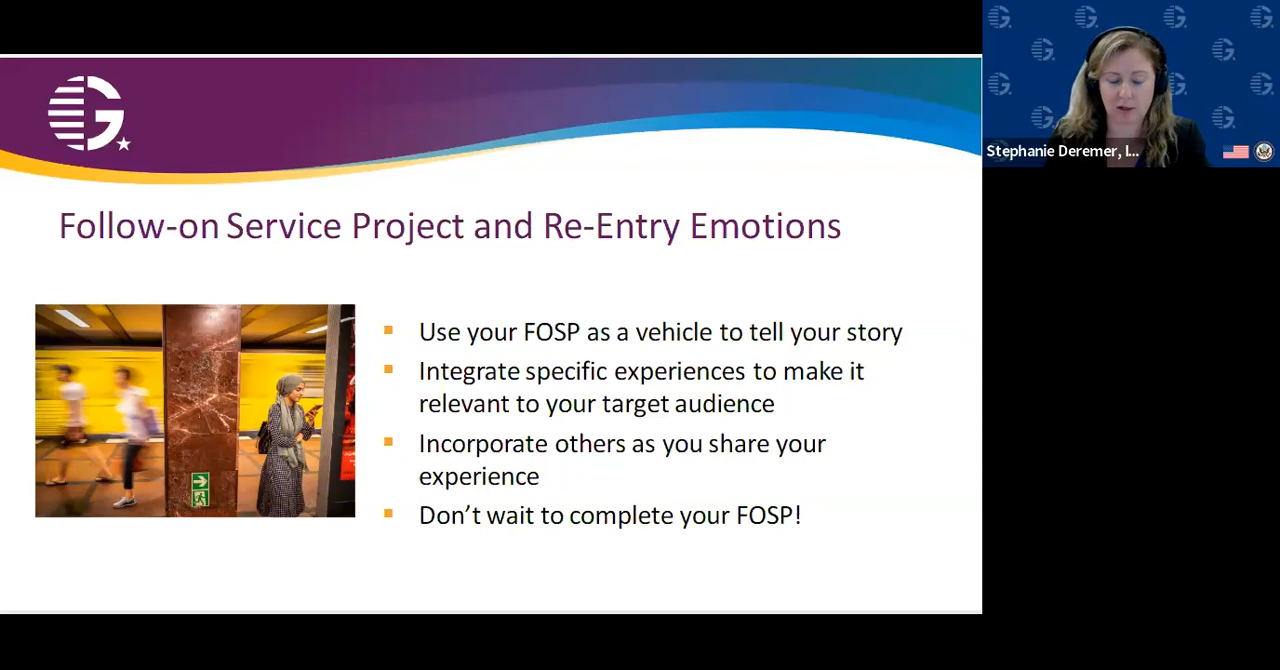 Stephanie Deremer, I...
Follow-on Service Project and Re-Entry Emotions
Use your FOSP as a vehicle to tell your story
Integrate specific experiences to make it
relevant to your target audience
Incorporate others as you share your
experience
Don’t wait to complete your FOSP!